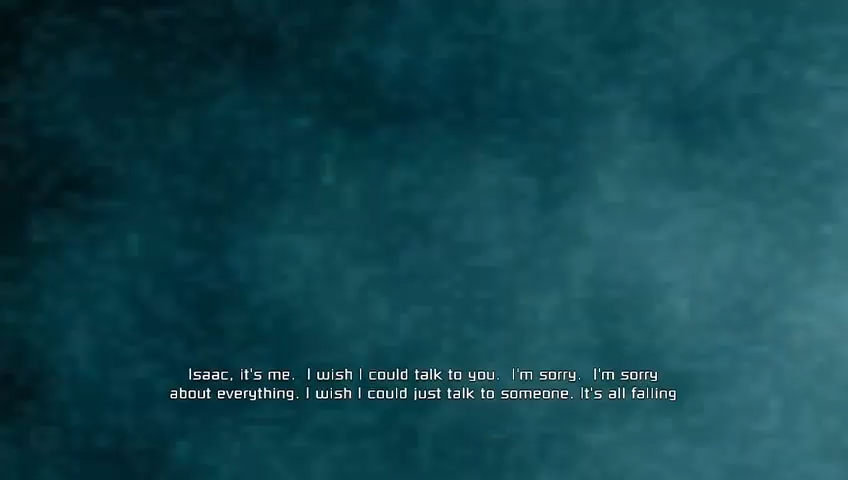 Isaac, it's me.  I wish I could talk to you.  I'm sorry.  I'm sorry
about everything. I wish I could just talk to someone. It's all falling